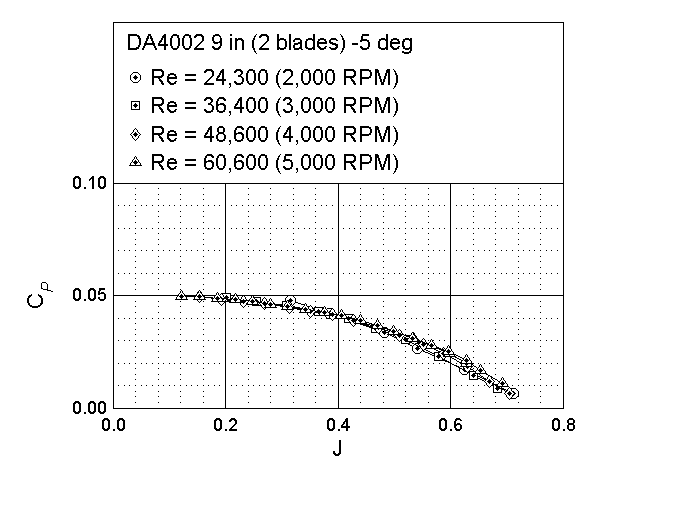 DA4002 9 in (2 blades) -5 deg
Re = 24,300 (2,000 RPM)
Re = 36,400 (3,000 RPM)
Re = 48,600 (4,000 RPM)
Re = 60,600 (5,000 RPM)
0.10
0.05
0.00
C_P
0.0 0.2 0.4 0.6 0.8
J